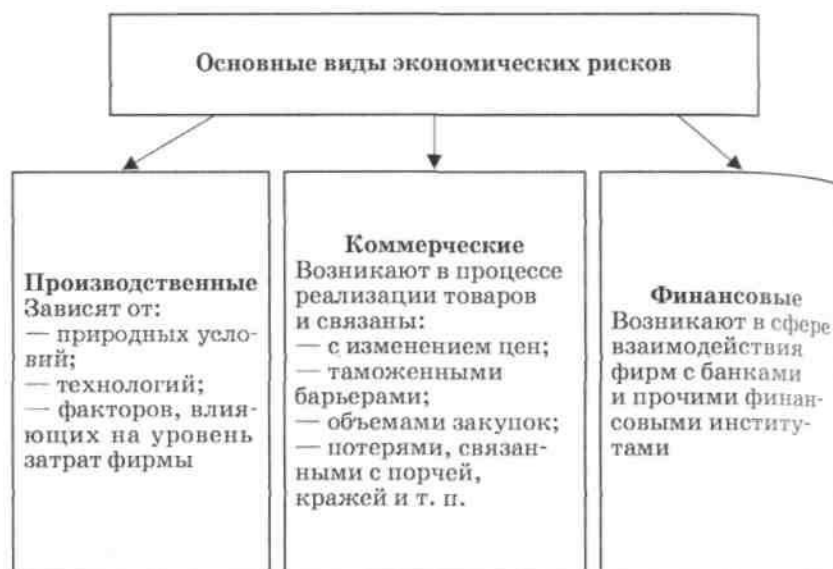 Основные виды экономических рисков
Производственные
Зависят от:
— природных усло-
вий;
— технологий;
— факторов, влия-
ющих на уровень
затрат фирмы
Коммерческие
Возникают в процессе
реализации товаров
и связаны:
— с изменением цен;
— таможенными
барьерами;
— объемами закупок;
— потерями, связан-
ными с порчей,
кражей и т. п.
Финансовые
Возникают в сфере
взаимодействия
фирм с банками
и прочими финан-
совыми институ-
тами